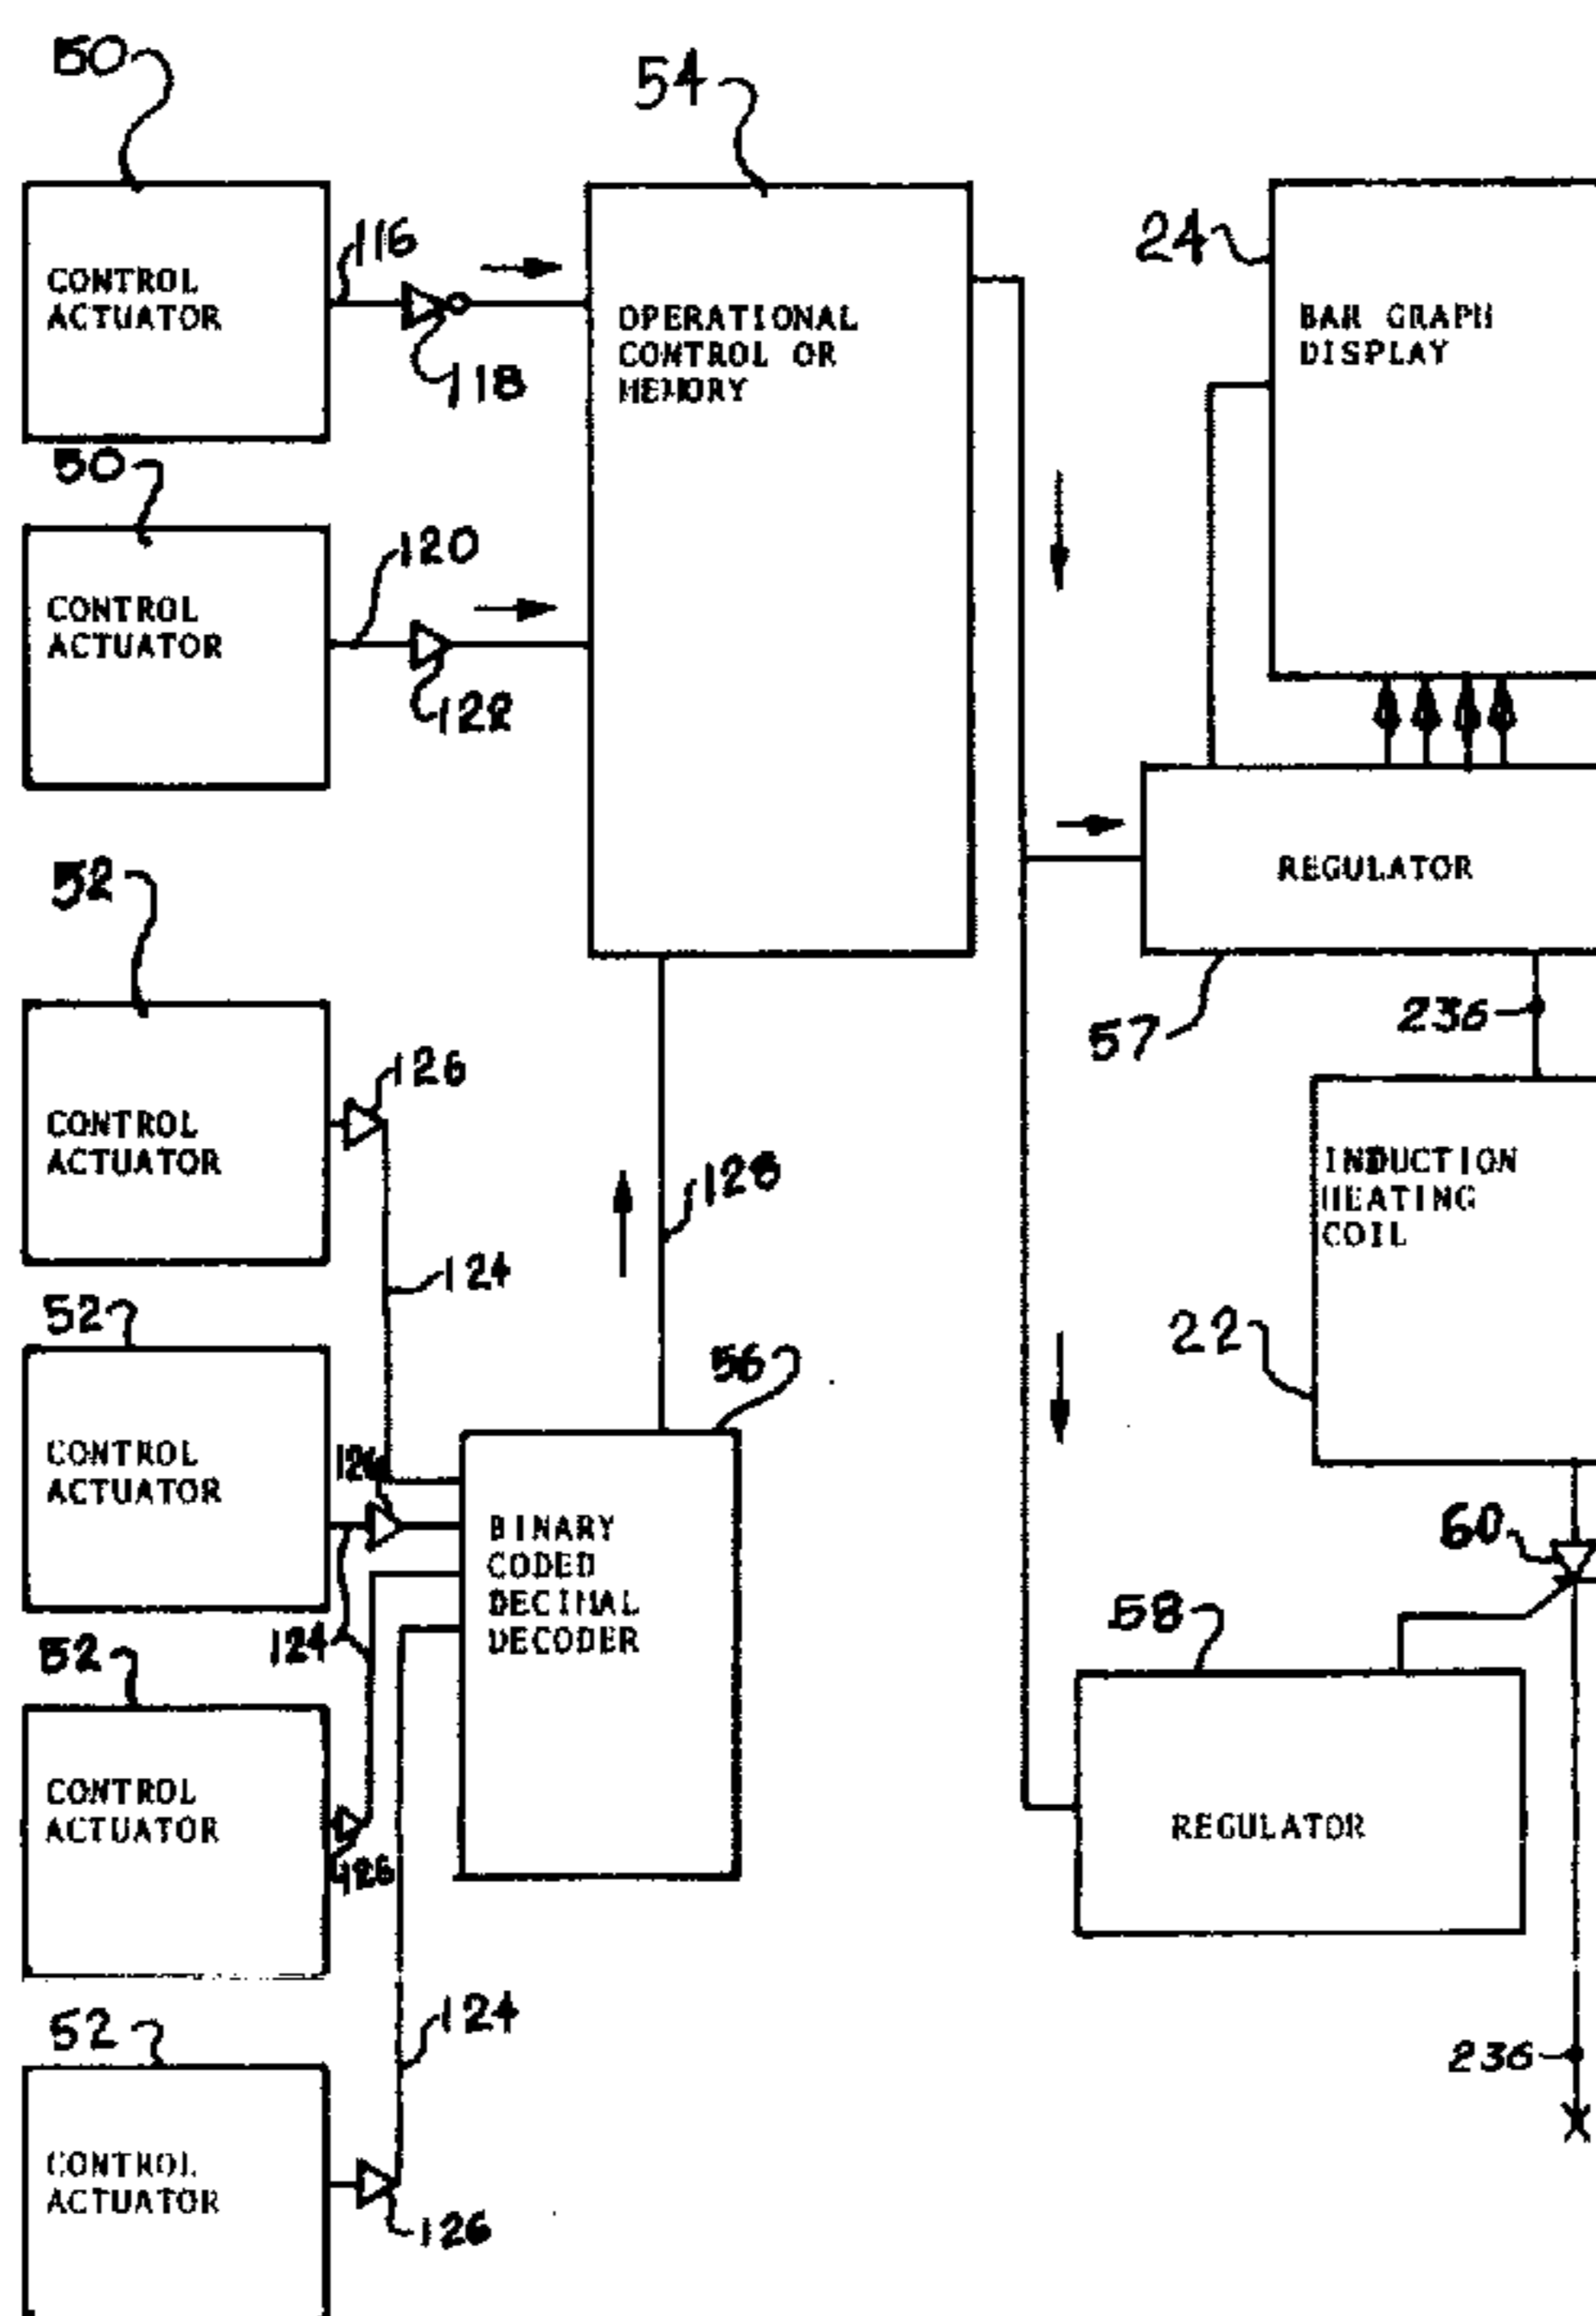 50
54
CONTROL
ACTUATOR
116
118
OPERATIONAL
CONTROL OR
MEMORY
24
BAR GRAPH
DISPLAY
50
CONTROL
ACTUATOR
120
122
REGULATOR
57
236
52
CONTROL
ACTUATOR
126
124
128
INDUCTION
HEATING
COIL
22
52
CONTROL
ACTUATOR
126
124
56
BINARY
CODED
DECIMAL
DECODER
60
58
REGULATOR
52
CONTROL
ACTUATOR
126
52
CONTROL
ACTUATOR
124
126
236